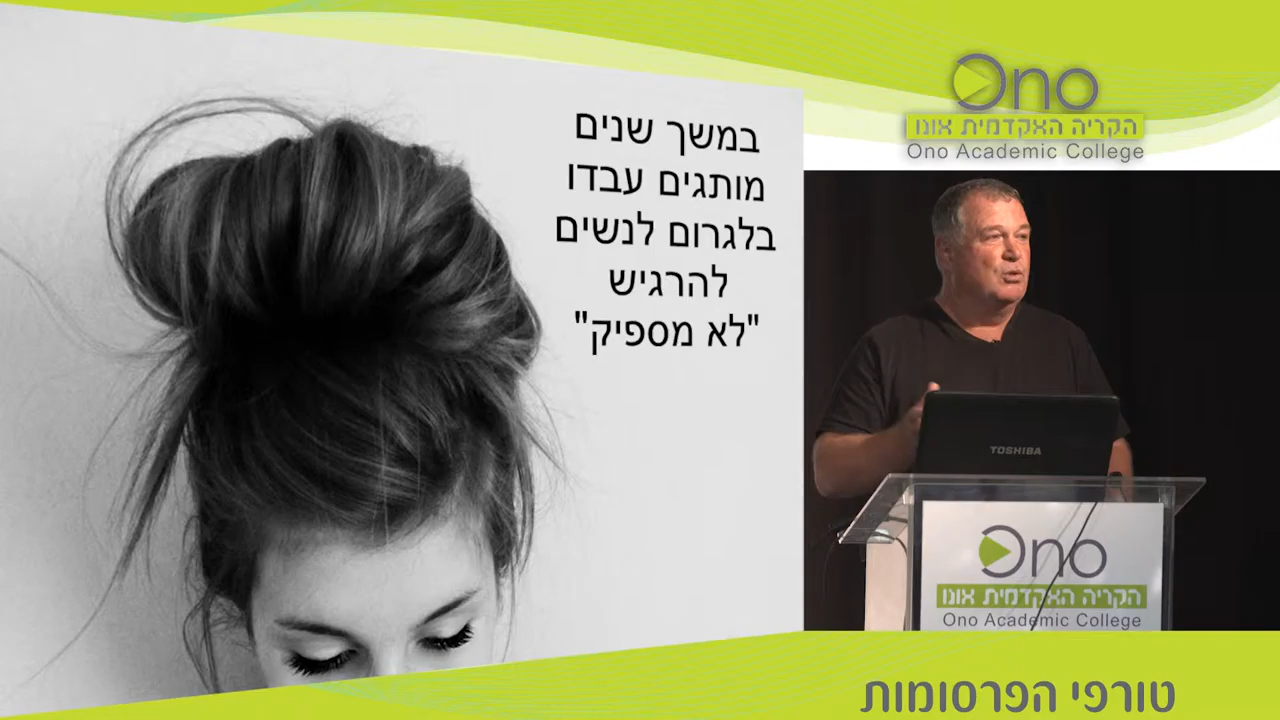 במשך שנים
מותגים עבדו
בלגרום לנשים
להרגיש
"לא מספיק"
Ono
הקריה האקדמית אונו
Ono Academic College
TOSHIBA
Ono
הקריה האקדמית אונו
Ono Academic College
טורפי הפרסומות